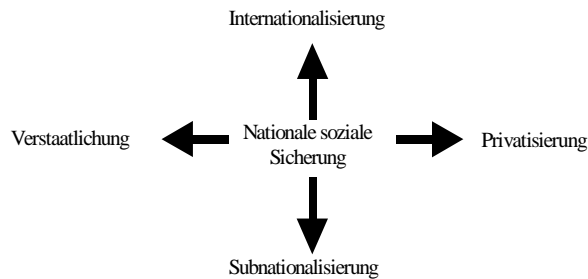 Internationalisierung
Verstaatlichung
Nationale soziale
Sicherung
Privatisierung
Subnationalisierung